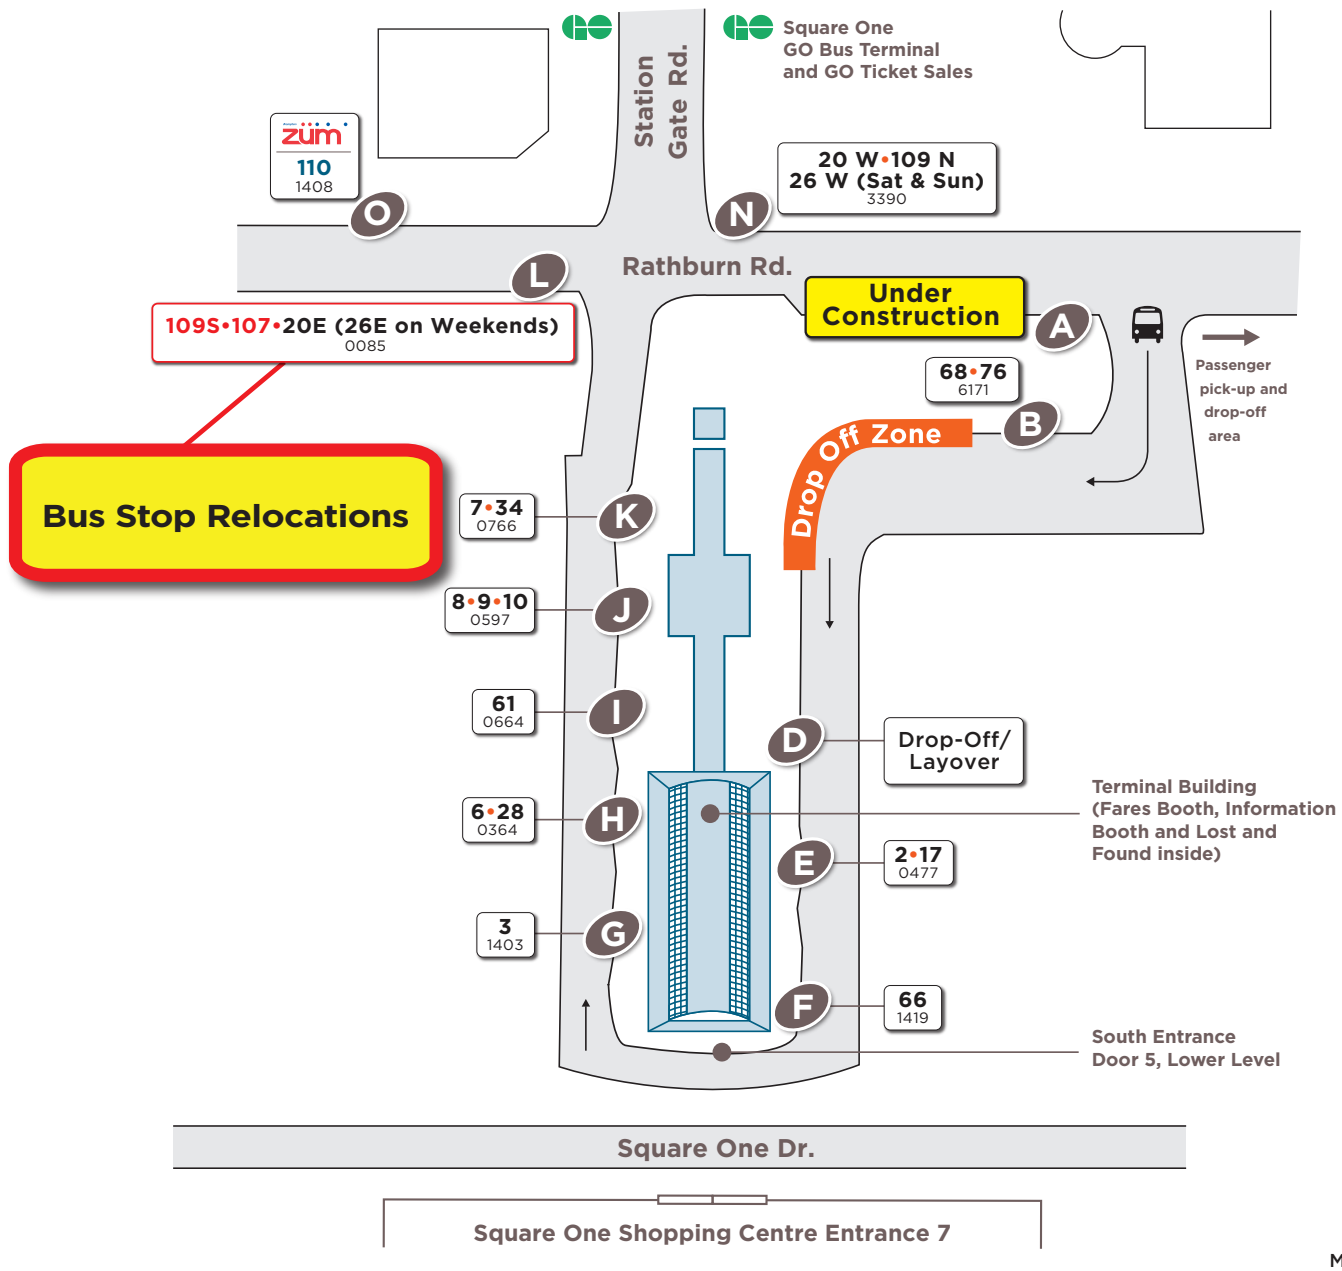 GO
GO
Square One
GO Bus Terminal
and GO Ticket Sales
Station
Gate Rd.
züm
110
1408
O
20 W•109 N
26 W (Sat & Sun)
3390
N
L
Rathburn Rd.
109S•107•20E (26E on Weekends)
0085
Under
Construction
A
Passenger
pick-up and
drop-off
area
68•76
6171
B
Drop Off Zone
Bus Stop Relocations
7•34
0766
K
8•9•10
0597
J
61
0664
I
D
Drop-Off/
Layover
6•28
0364
H
Terminal Building
(Fares Booth, Information
Booth and Lost and
Found inside)
E
2•17
0477
3
1403
G
F
66
1419
South Entrance
Door 5, Lower Level
Square One Dr.
Square One Shopping Centre Entrance 7
M